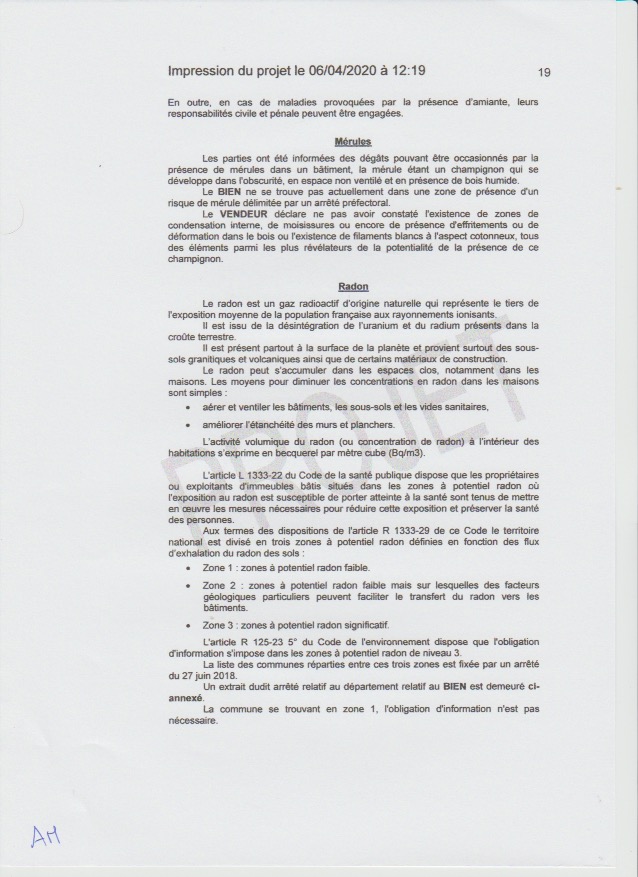 Impression du projet le 06/04/2020 à 12:19
19
En outre, en cas de maladies provoquées par la présence d'amiante, leurs
responsabilités civile et pénale peuvent être engagées.
Mérules
Les parties ont été informées des dégâts pouvant être occasionnés par la
présence de mérules dans un bâtiment, la mérule étant un champignon qui se
développe dans l'obscurité, en espace non ventilé et en présence de bois humide.
Le BIEN ne se trouve pas actuellement dans une zone de présence d'un
risque de mérule délimitée par un arrêté préfectoral.
Le VENDEUR déclare ne pas avoir constaté l'existence de zones de
condensation interne, de moisissures ou encore de présence d'effritements ou de
déformation dans le bois ou l'existence de filaments blancs à l'aspect cotonneux, tous
des éléments parmi les plus révélateurs de la potentialité de la présence de ce
champignon.
Radon
Le radon est un gaz radioactif d'origine naturelle qui représente le tiers de
l'exposition moyenne de la population française aux rayonnements ionisants.
Il est issu de la désintégration de l'uranium et du radium présents dans la
croûte terrestre.
Il est présent partout à la surface de la planète et provient surtout des sous-
sols granitiques et volcaniques ainsi que de certains matériaux de construction.
Le radon peut s'accumuler dans les espaces clos, notamment dans les
maisons. Les moyens pour diminuer les concentrations en radon dans les maisons
sont simples :
• aérer et ventiler les bâtiments, les sous-sols et les vides sanitaires,
• améliorer l'étanchéité des murs et planchers.
L'activité volumique du radon (ou concentration de radon) à l'intérieur des
habitations s'exprime en becquerel par mètre cube (Bq/m3).
L'article L 1333-22 du Code de la santé publique dispose que les propriétaires
ou exploitants d'immeubles bâtis situés dans les zones à potentiel radon où
l'exposition au radon est susceptible de porter atteinte à la santé sont tenus de mettre
en œuvre les mesures nécessaires pour réduire cette exposition et préserver la santé
des personnes.
Aux termes des dispositions de l'article R 1333-29 de ce Code le territoire
national est divisé en trois zones à potentiel radon définies en fonction des flux
d'exhalation du radon des sols :
• Zone 1 : zones à potentiel radon faible.
• Zone 2 : zones à potentiel radon faible mais sur lesquelles des facteurs
géologiques particuliers peuvent faciliter le transfert du radon vers les
bâtiments.
• Zone 3 : zones à potentiel radon significatif.
L'article R 125-23 5° du Code de l'environnement dispose que l'obligation
d'information s'impose dans les zones à potentiel radon de niveau 3.
La liste des communes réparties entre ces trois zones est fixée par un arrêté
du 27 juin 2018.
Un extrait dudit arrêté relatif au département relatif au BIEN est demeuré ci-
annexé.
La commune se trouvant en zone 1, l'obligation d'information n'est pas
nécessaire.
PROJET
AM